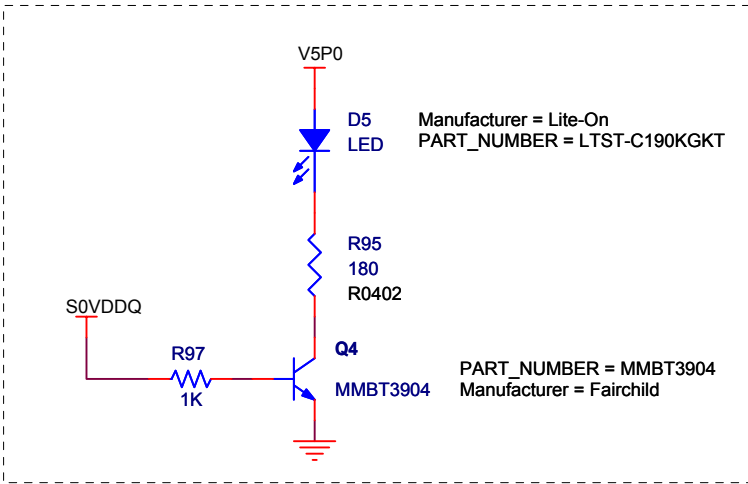 V5P0
D5
LED
Manufacturer = Lite-On
PART_NUMBER = LTST-C190KGKT
R95
180
R0402
S0VDDQ
R97
1K
Q4
MMBT3904
PART_NUMBER = MMBT3904
Manufacturer = Fairchild